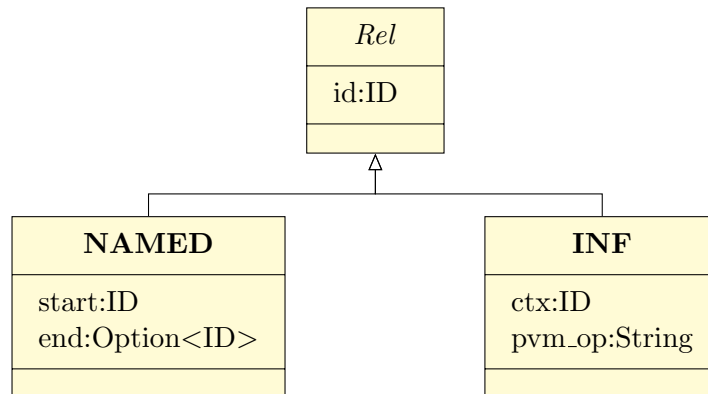 Rel
id:ID
NAMED
start:ID
end:Option<ID>
INF
ctx:ID
pvm_op:String